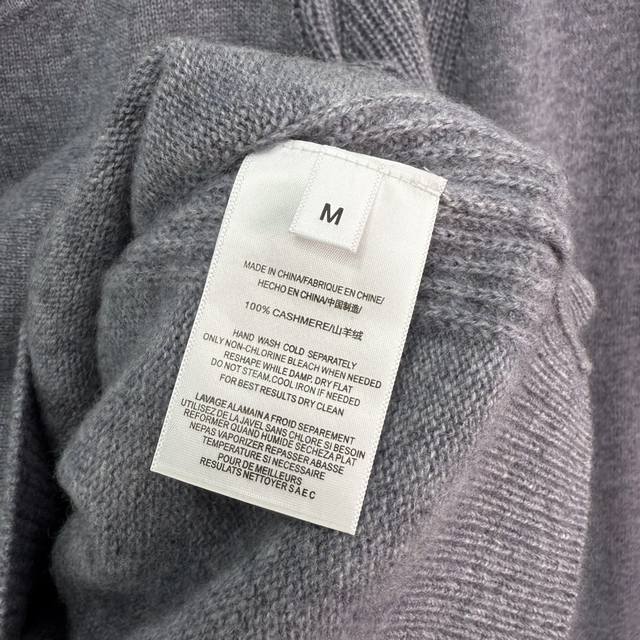 M
MADE IN CHINA/FABRIQUE EN CHINE/
HECHO EN CHINA/中国制造/
100% CASHMERE/山羊绒
HAND WASH COLD SEPARATELY
ONLY NON-CHLORINE BLEACH WHEN NEEDED
RESHAPE WHILE DAMP. DRY FLAT
DO NOT STEAM.COOL IRON IF NEEDED
FOR BEST RESULTS DRY CLEAN
LAVAGE ALAMAIN A FROID SEPAREMENT
UTILISEZ DE LA JAVEL SANS CHLORE SI BESOIN
REFORMER QUAND HUMIDE SÉCHEZA PLAT
NEPAS VAPORIZER REPASSER ABASSE
TEMPERATURE SI NECESSAIRE
POUR DE MEILLEURS
RESULATS NETTOYER S A E C